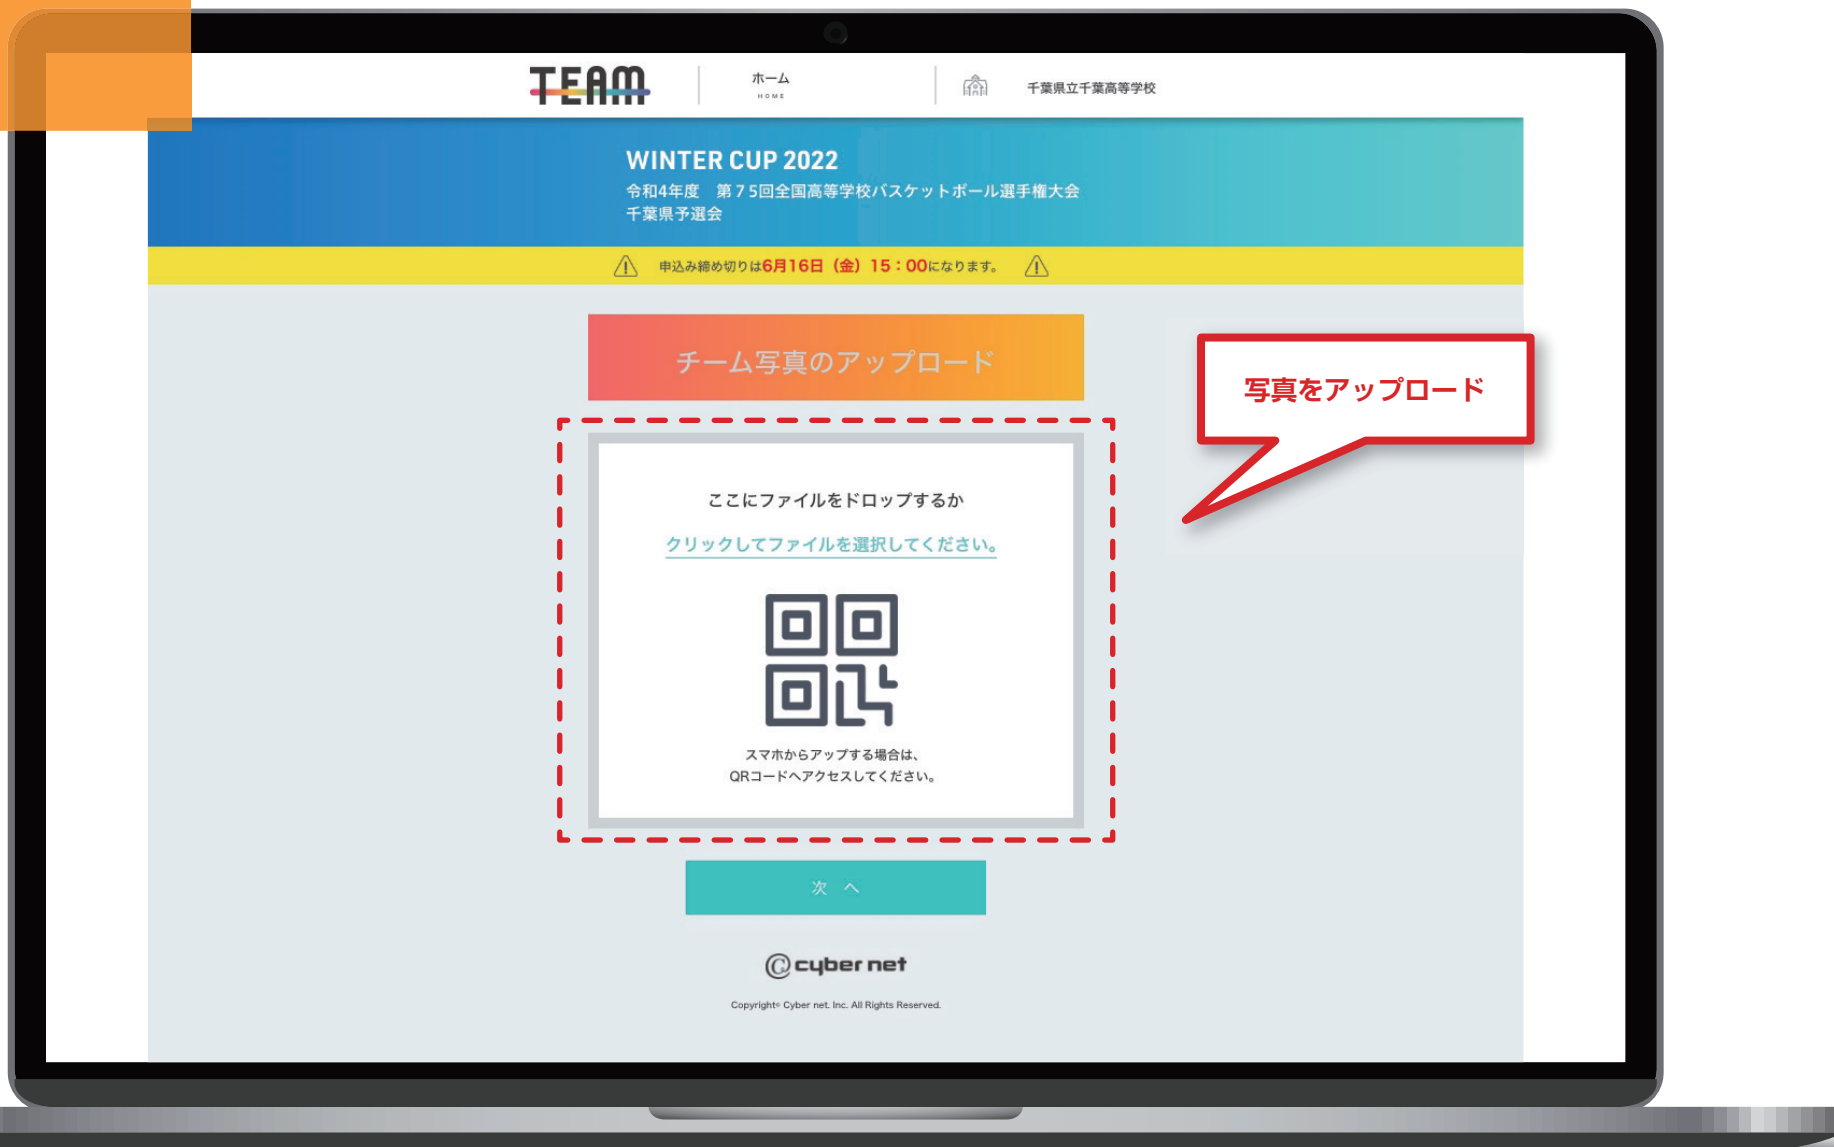 TEAM
ホーム
HOME
千葉県立千葉高等学校
WINTER CUP 2022
令和4年度　第75回全国高等学校バスケットボール選手権大会
千葉県予選会
申込み締め切りは6月16日（金）15：00になります。
チーム写真のアップロード
写真をアップロード
ここにファイルをドロップするか
クリックしてファイルを選択してください。
スマホからアップする場合は、
QRコードへアクセスしてください。
次 へ
cyber net
Copyright© Cyber net. Inc. All Rights Reserved.